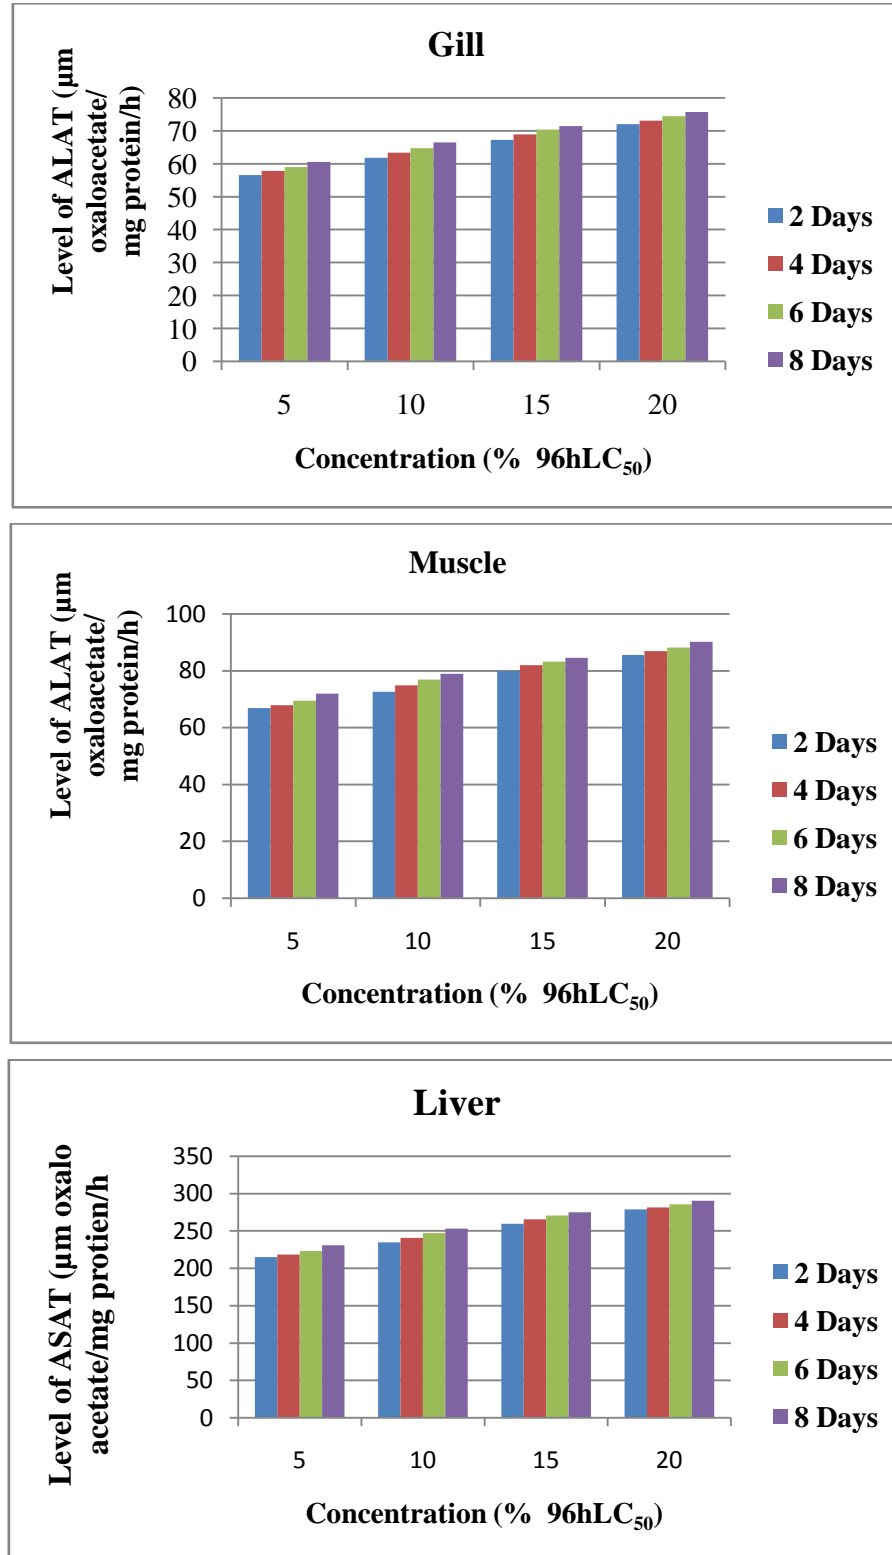 Gill
Level of ALAT (µm
oxaloacetate/
mg protein/h)
80
70
60
50
40
30
20
10
0
5 10 15 20
Concentration (% 96hLC₅₀)
2 Days
4 Days
6 Days
8 Days
Muscle
Level of ALAT (µm
oxaloacetate/
mg protein/h)
100
80
60
40
20
0
5 10 15 20
Concentration (% 96hLC₅₀)
2 Days
4 Days
6 Days
8 Days
Liver
Level of ASAT (µm oxalo
acetate/mg protien/h
350
300
250
200
150
100
50
0
5 10 15 20
Concentration (% 96hLC₅₀)
2 Days
4 Days
6 Days
8 Days